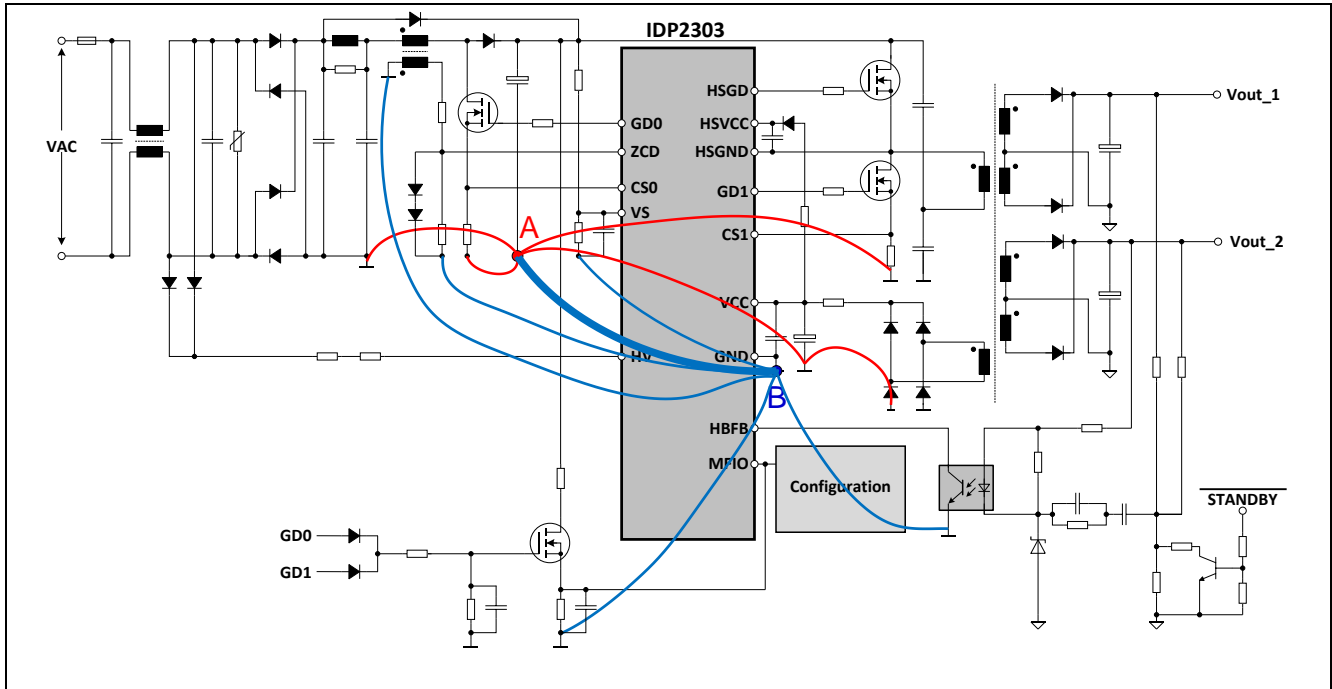 IDP2303
VAC
HSGD
HSVCC
HSGND
GD1
CS1
VCC
GND
HBFB
MFIO
GD0
ZCD
CS0
VS
HV
A
B
Vout_1
Vout_2
Configuration
STANDBY
GD0
GD1